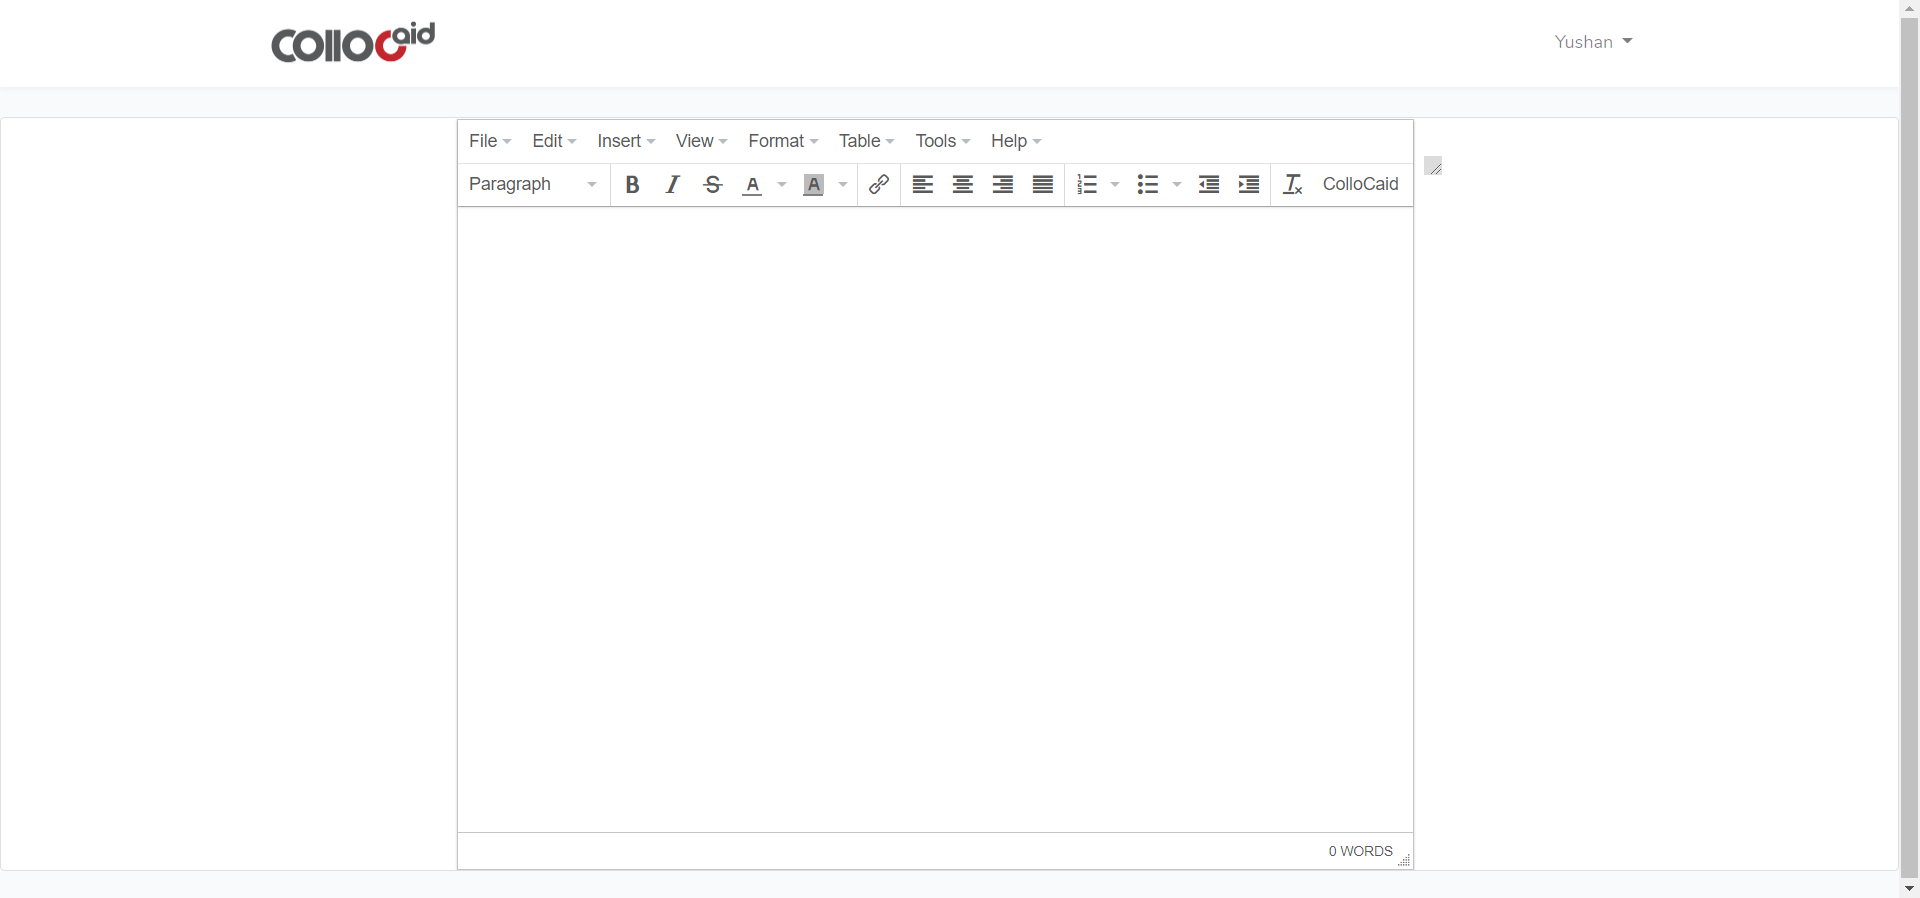 collocaid
Yushan
File Edit Insert View Format Table Tools Help
Paragraph B I S A A ColloCaid
0 WORDS